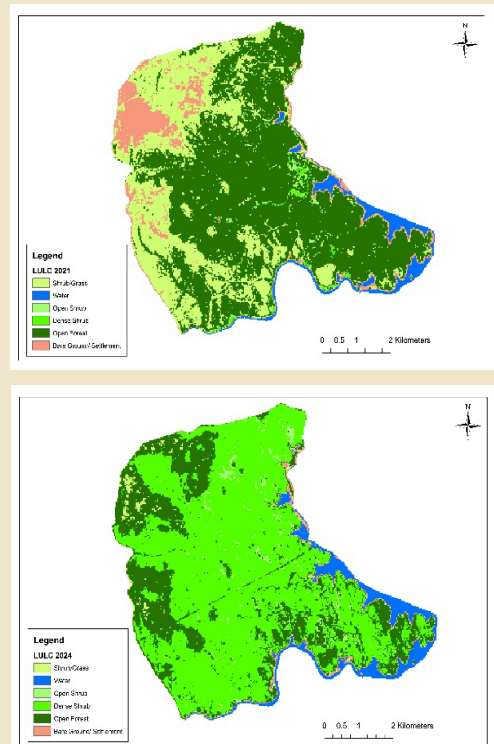 N
Legend
LULC 2021
Shrub/Grass
Water
Open Shrub
Dense Shrub
Open Forest
Bare Ground/ Settlement
0 0.5 1 2 Kilometers
N
Legend
LULC 2024
Shrub/Grass
Water
Open Shrub
Dense Shrub
Open Forest
Bare Ground/ Settlement
0 0.5 1 2 Kilometers